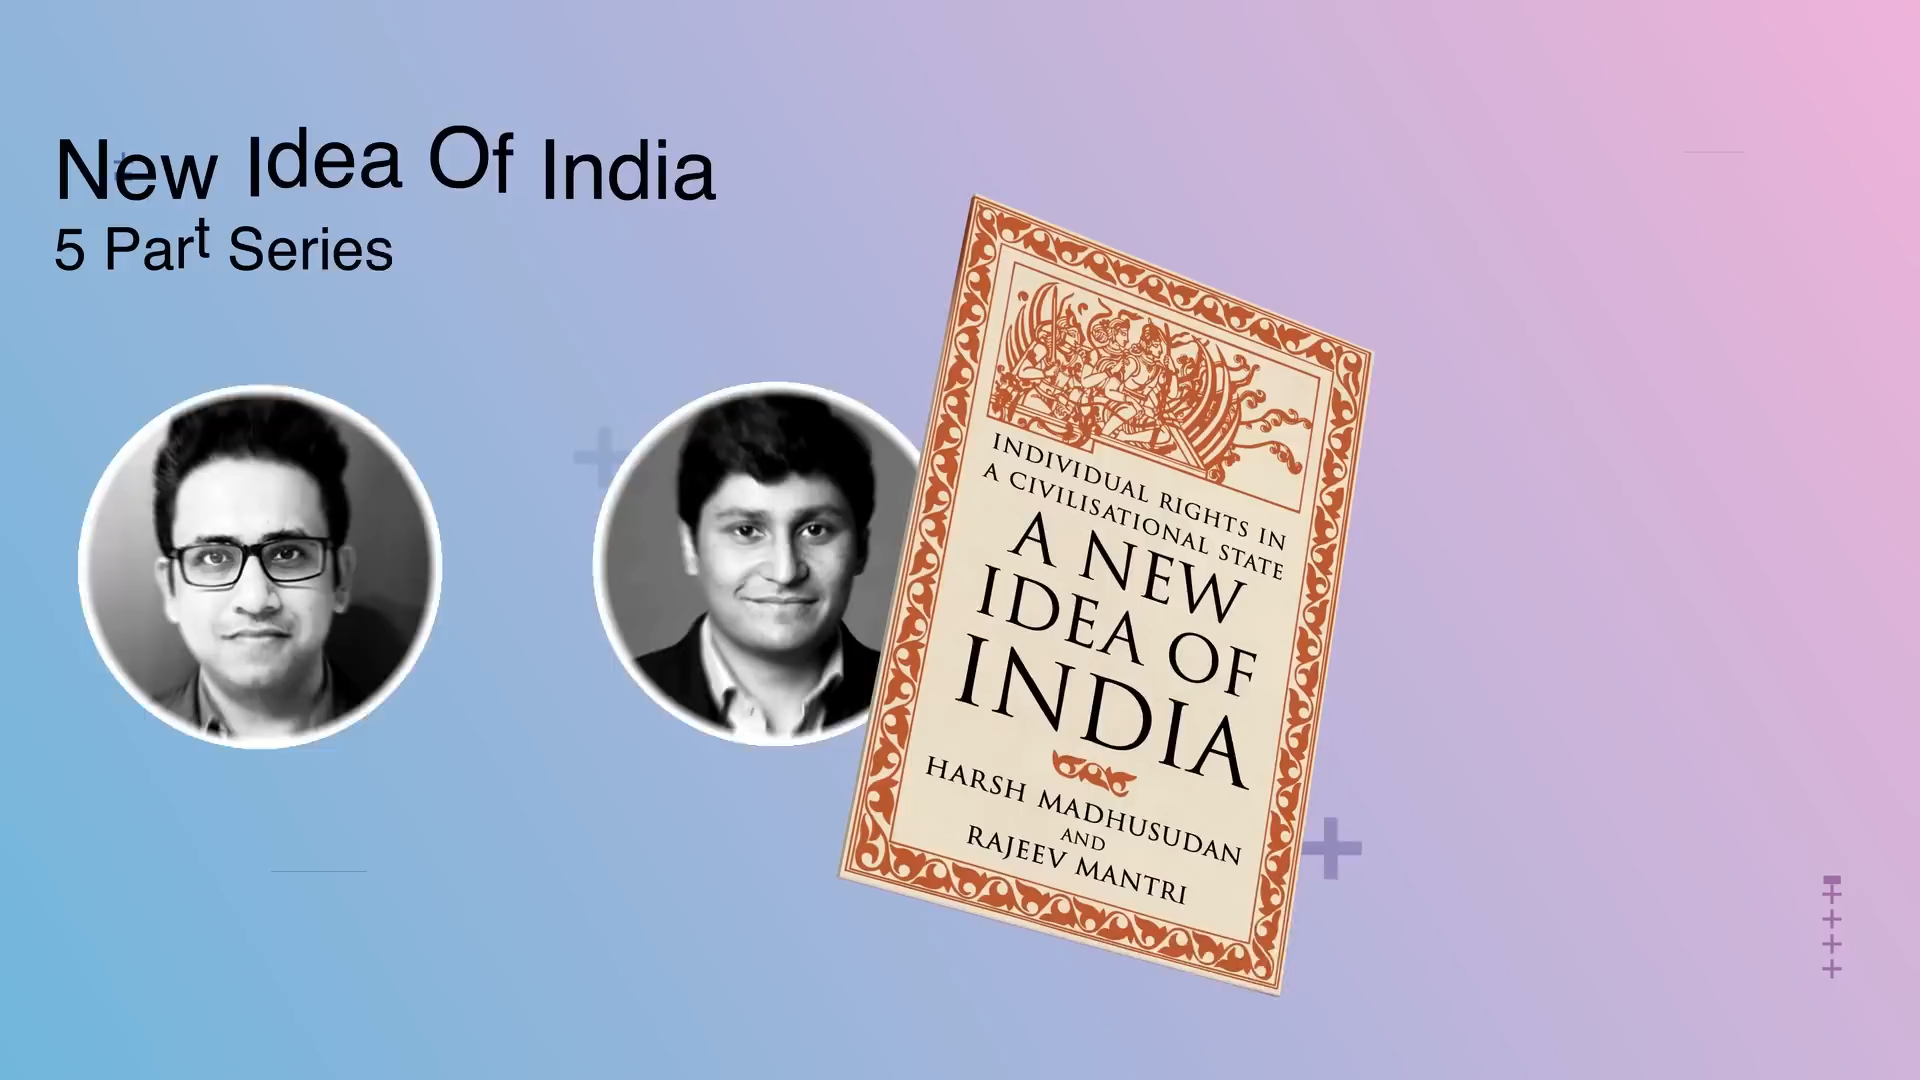 New Idea Of India
5 Part Series
INDIVIDUAL RIGHTS IN
A CIVILISATIONAL STATE
A NEW
IDEA OF
INDIA
HARSH MADHUSUDAN
AND
RAJEEV MANTRI